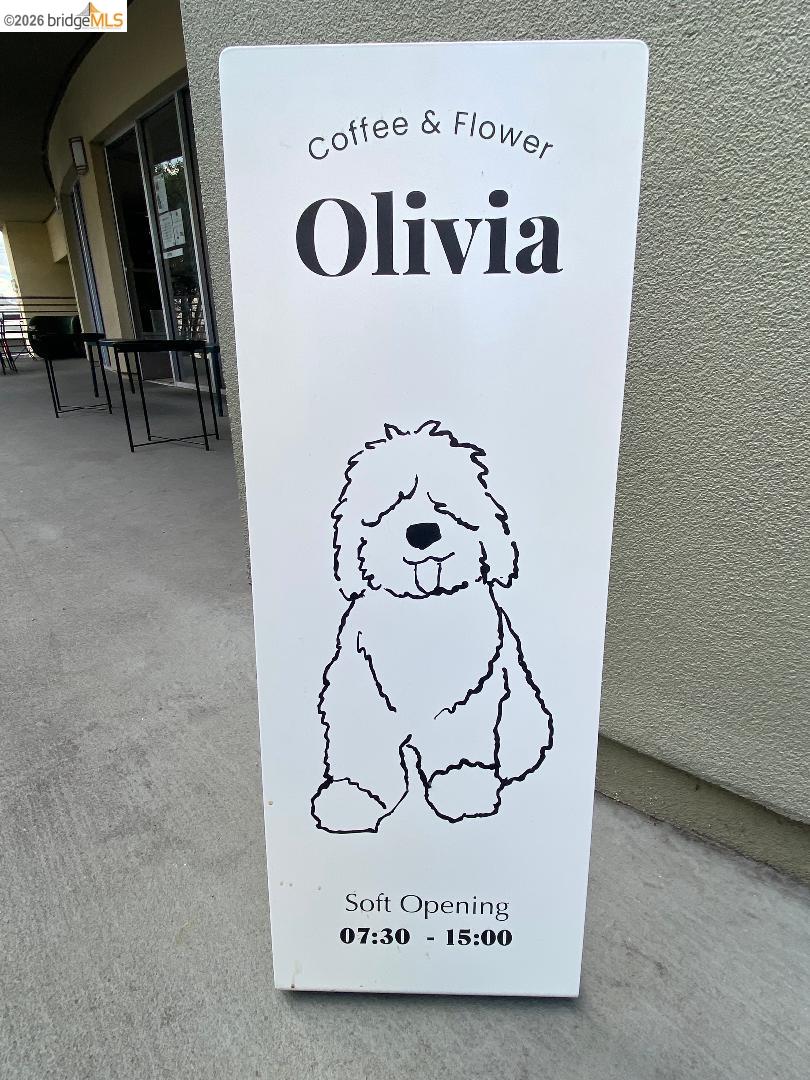 ©2026 bridgeMLS
Coffee & Flower
Olivia
Soft Opening
07:30 - 15:00